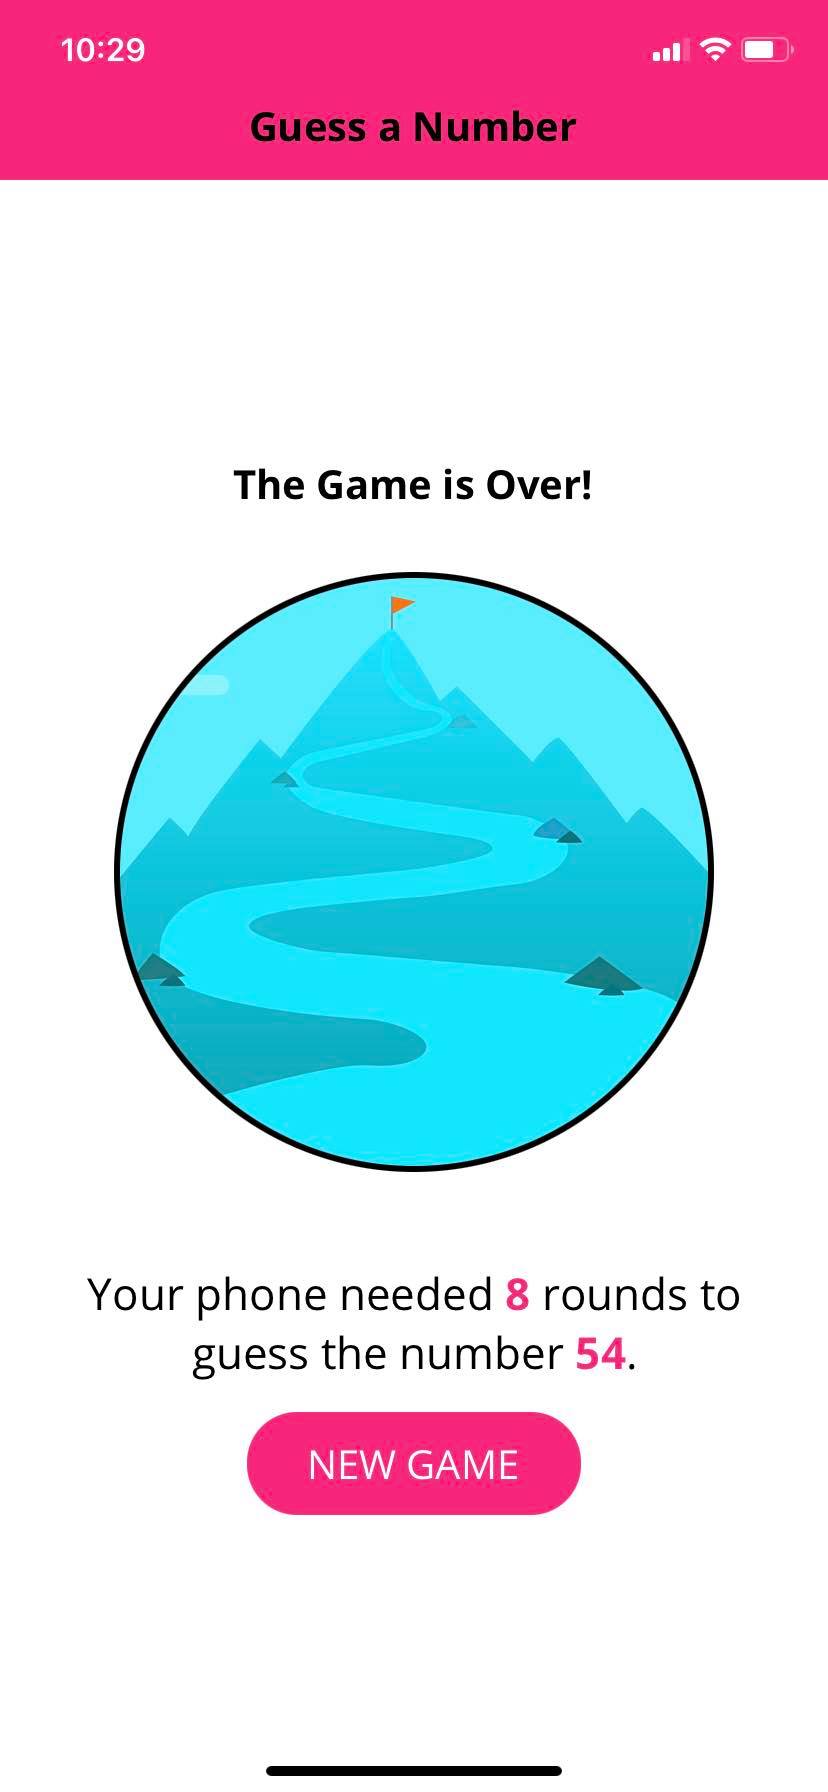 10:29
Guess a Number
The Game is Over!
Your phone needed 8 rounds to
guess the number 54.
NEW GAME